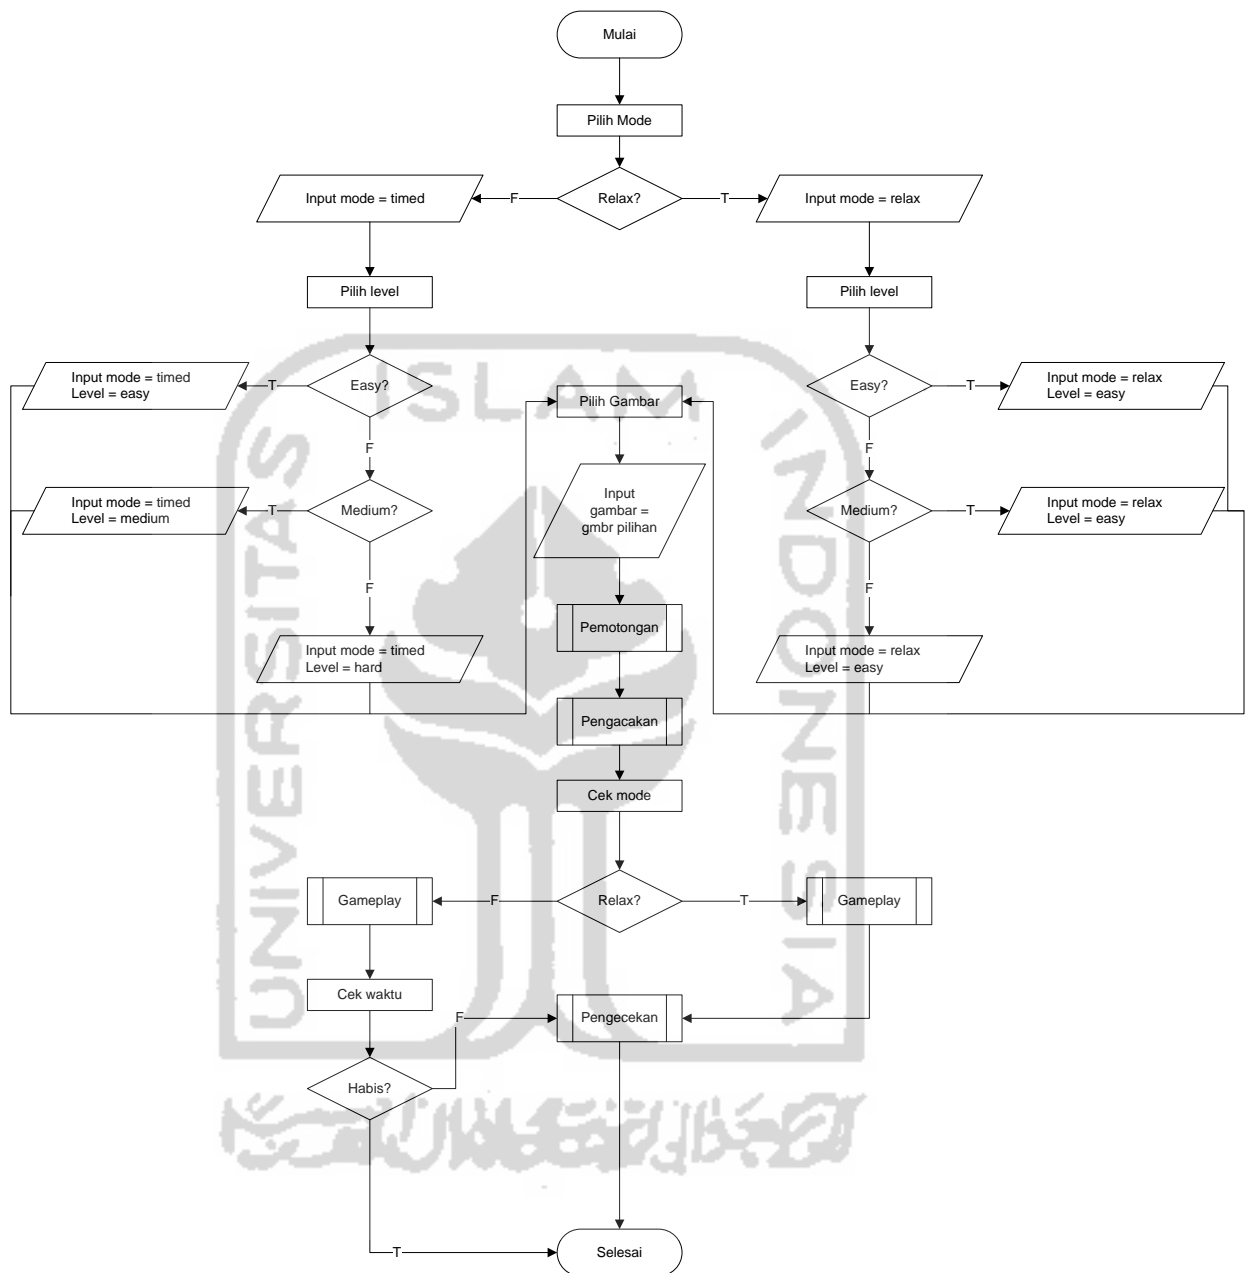 Mulai
Pilih Mode
Input mode = timed
F
Relax?
T
Input mode = relax
Pilih level
Pilih level
Input mode = timed
Level = easy
T
Easy?
Pilih Gambar
Easy?
T
Input mode = relax
Level = easy
F
F
Input mode = timed
Level = medium
T
Medium?
Input
gambar =
gmbr pilihan
Medium?
T
Input mode = relax
Level = easy
F
F
Pemotongan
Input mode = timed
Level = hard
Input mode = relax
Level = easy
Pengacakan
Cek mode
Gameplay
F
Relax?
T
Gameplay
Cek waktu
F
Pengecekan
Habis?
T
Selesai
UNIVERSITAS
ISLAM
INDONESIA